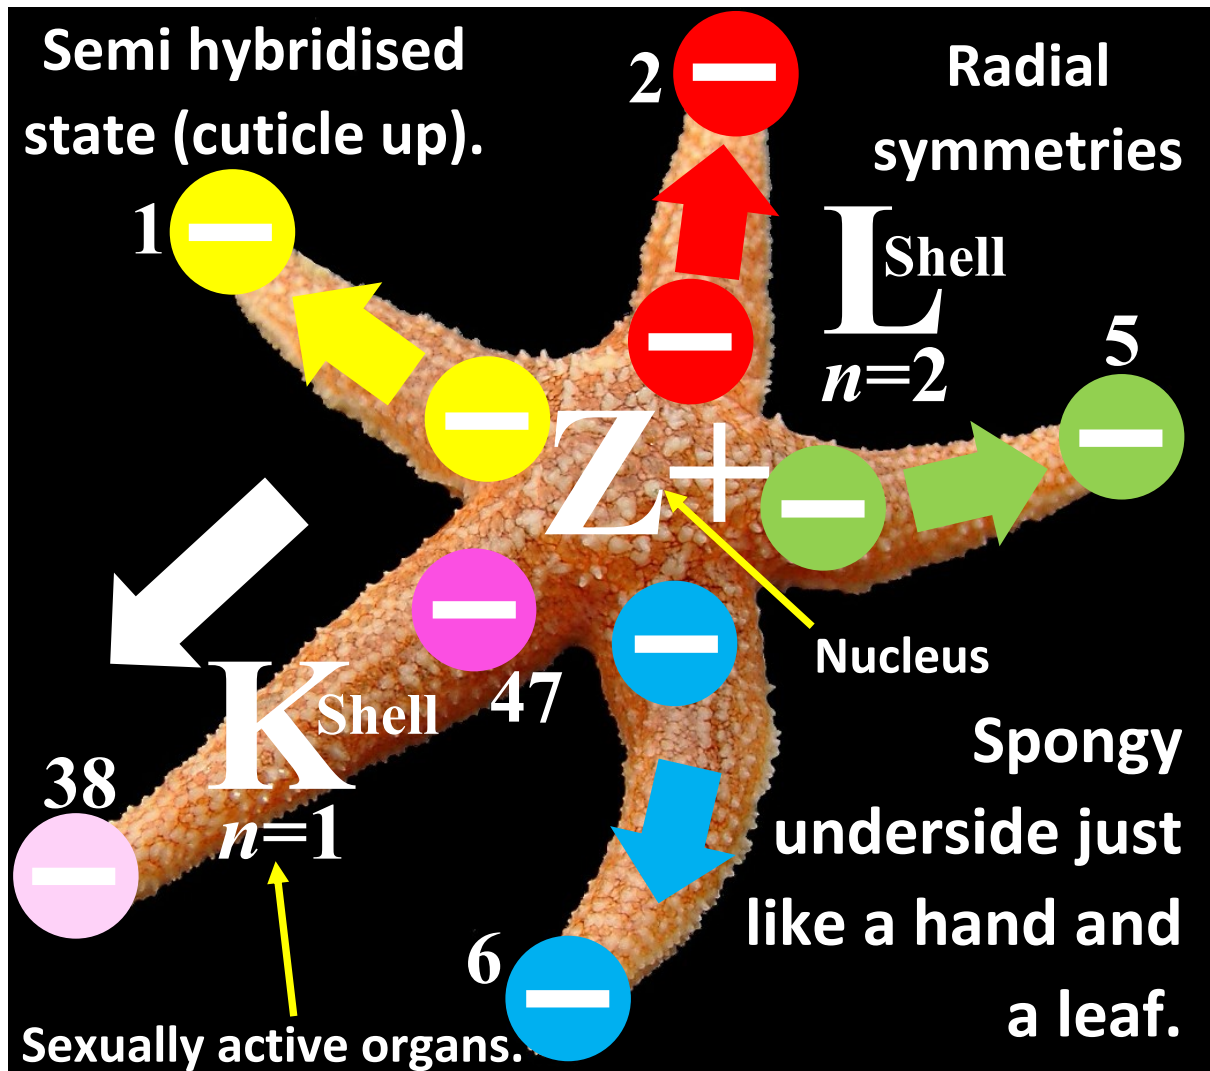 Semi hybridised
state (cuticle up).
2
Radial
symmetries
1
L Shell
n=2
5
Z+
Nucleus
K Shell
n=1
47
38
6
Spongy
underside just
like a hand and
a leaf.
Sexually active organs.